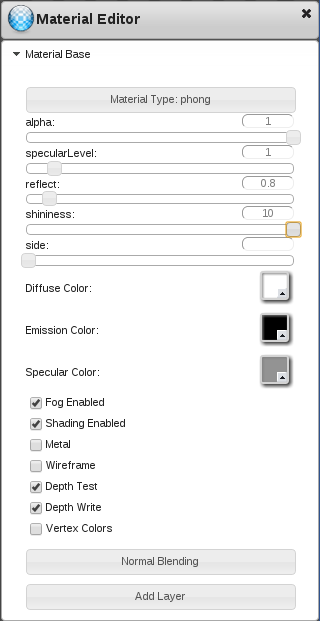 Material Editor
Material Base
Material Type: phong
alpha: 1
specularLevel: 1
reflect: 0.8
shininess: 10
side:
Diffuse Color:
Emission Color:
Specular Color:
Fog Enabled
Shading Enabled
Metal
Wireframe
Depth Test
Depth Write
Vertex Colors
Normal Blending
Add Layer